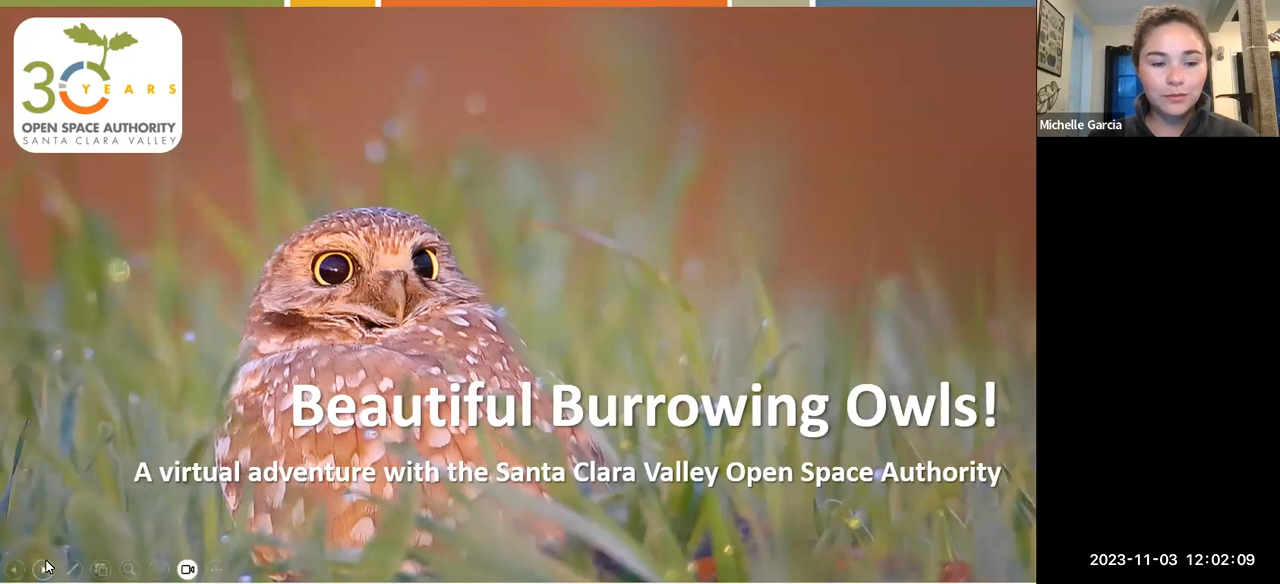 30
YEARS
OPEN SPACE AUTHORITY
SANTA CLARA VALLEY
Michelle Garcia
Beautiful Burrowing Owls!
A virtual adventure with the Santa Clara Valley Open Space Authority
2023-11-03 12:02:09